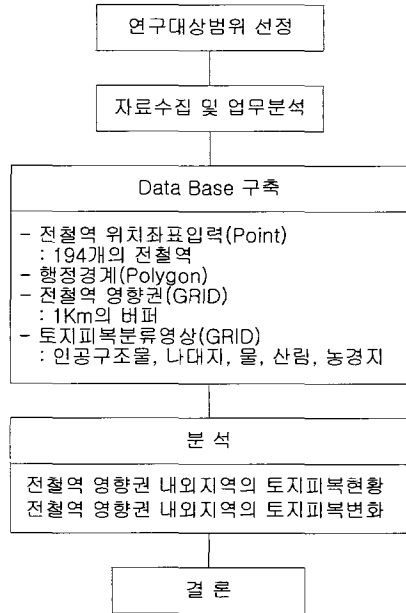 연구대상범위 선정
자료수집 및 업무분석
Data Base 구축
- 전철역 위치좌표입력(Point)
: 194개의 전철역
- 행정경계(Polygon)
- 전철역 영향권(GRID)
: 1Km의 버퍼
- 토지피복분류영상(GRID)
: 인공구조물, 나대지, 물, 산림, 농경지
분 석
전철역 영향권 내외지역의 토지피복현황
전철역 영향권 내외지역의 토지피복변화
결 론